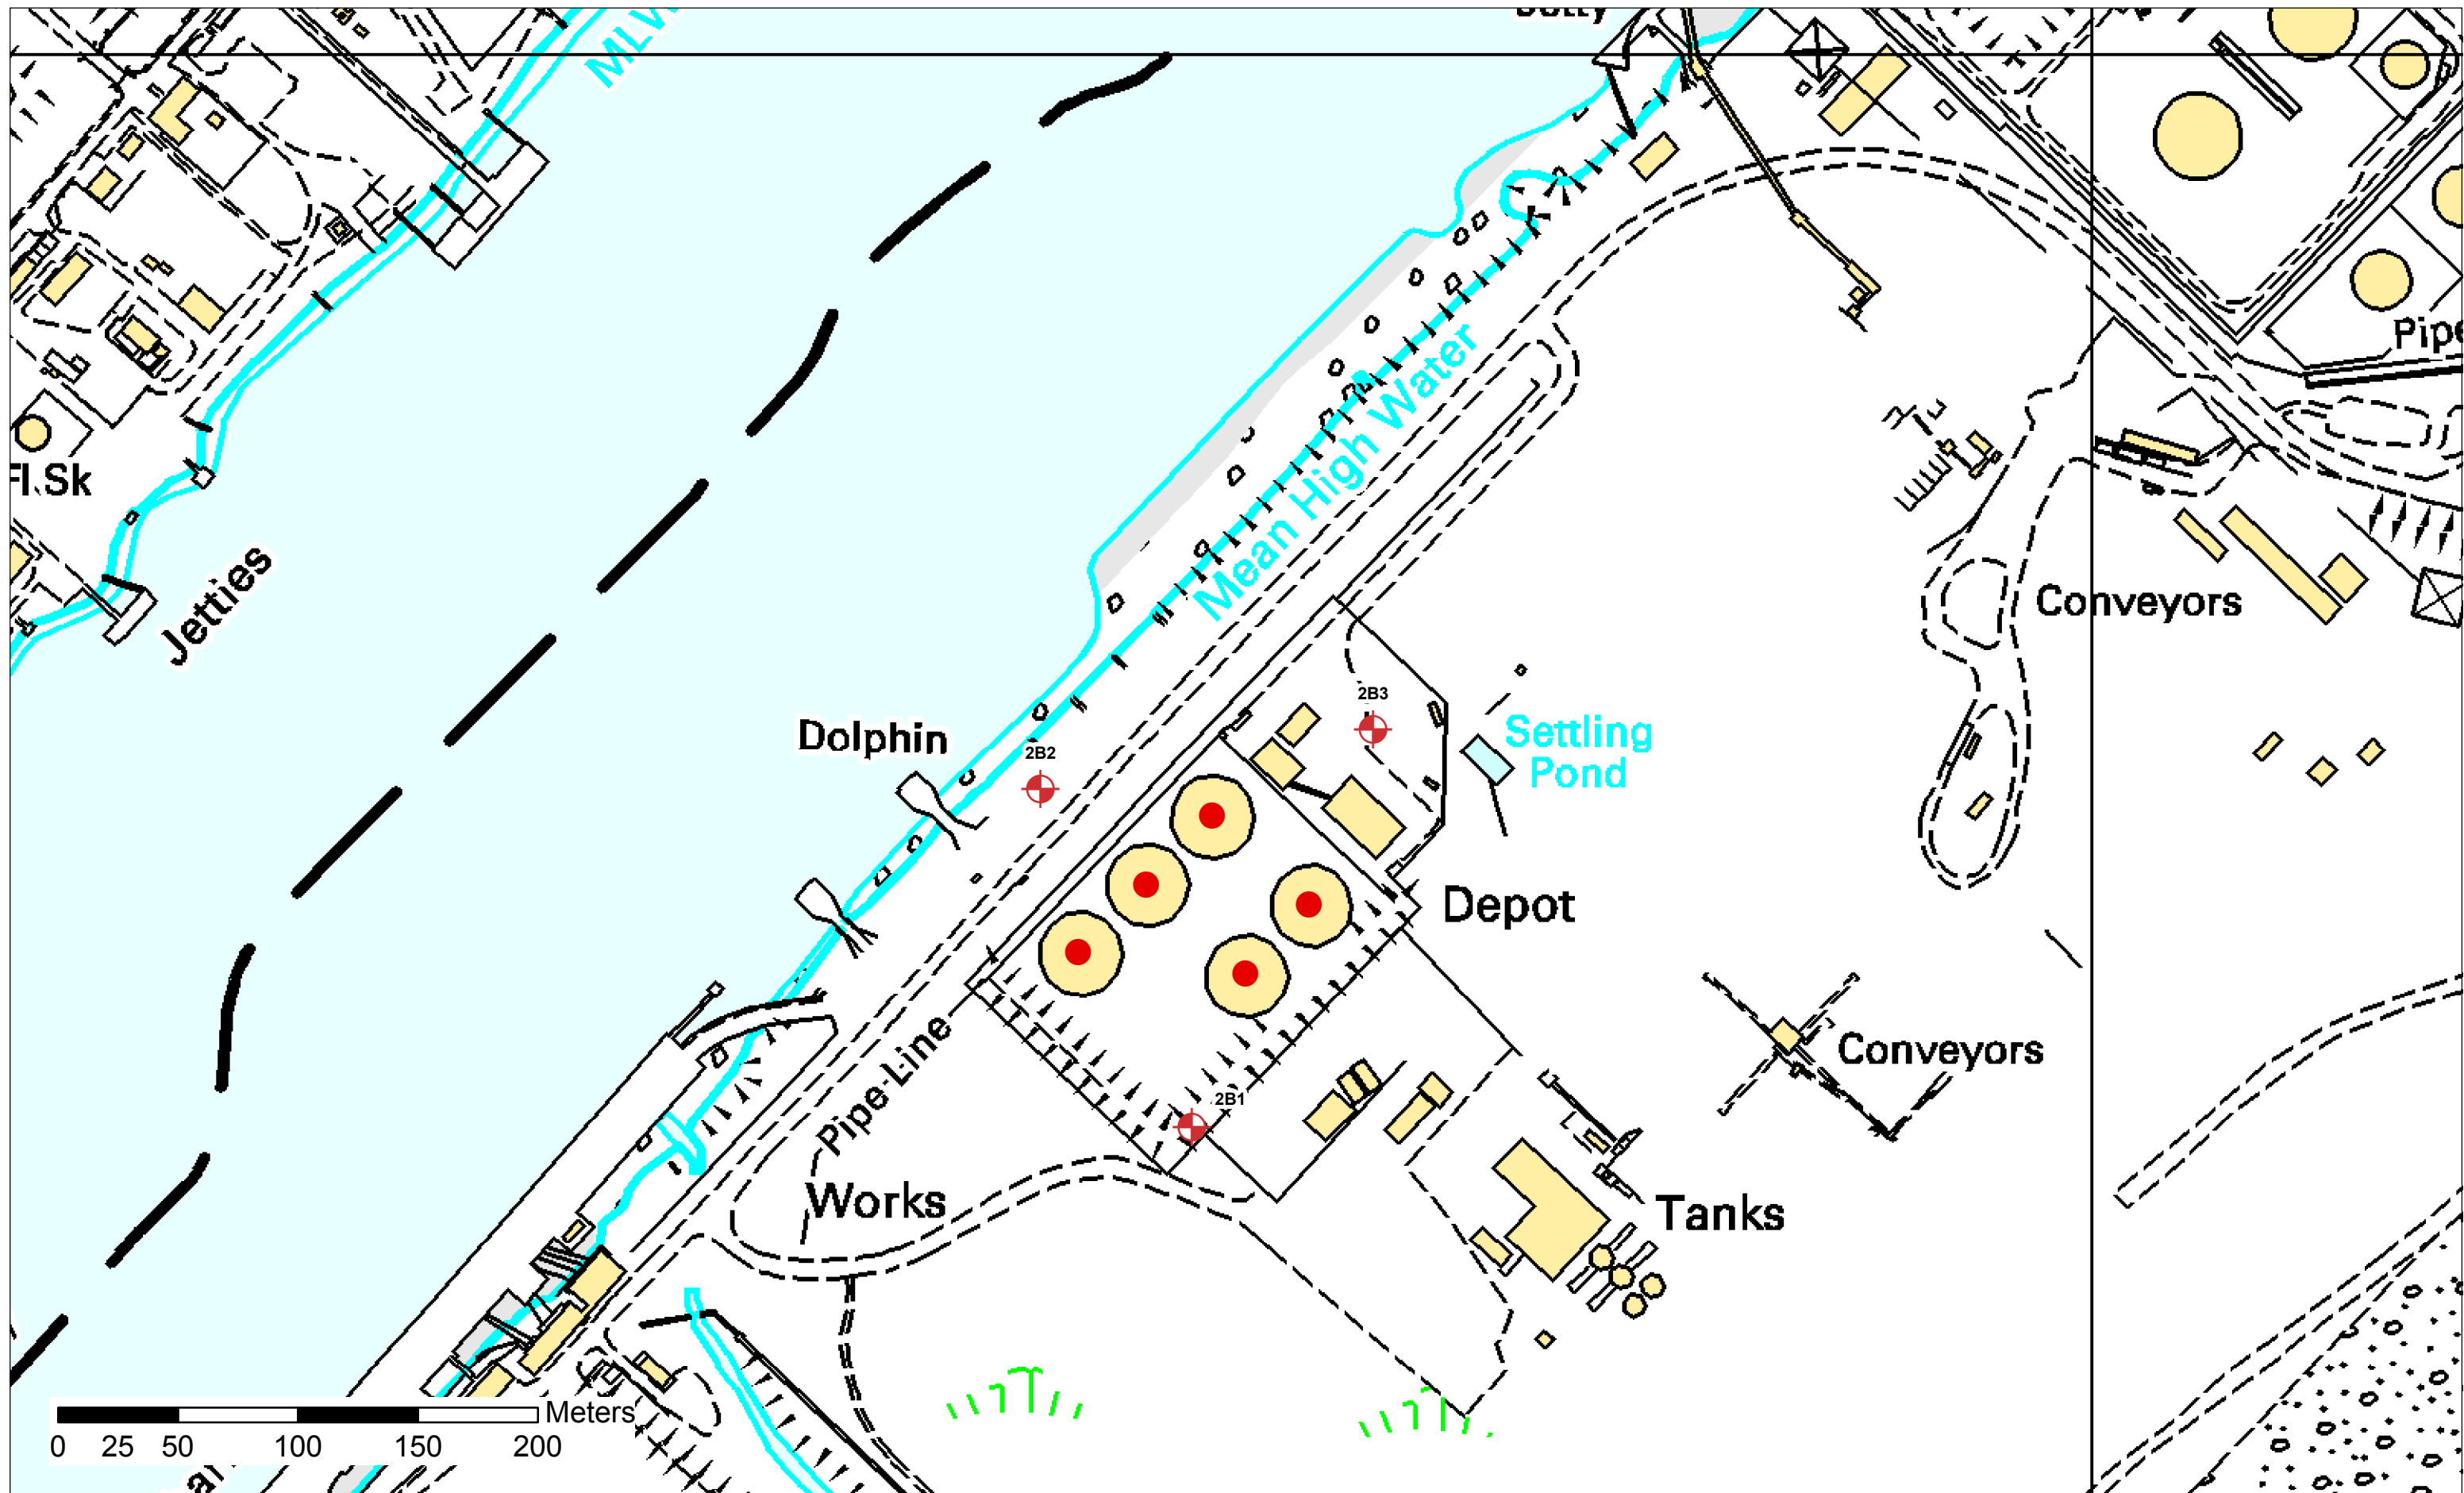 Pipe
Fl.Sk
Jetties
Mean High Water
Conveyors
2B3
Settling
Pond
Dolphin
2B2
Depot
Pipe-Line
Conveyors
2B1
Works
Tanks
Meters
0 25 50 100 150 200